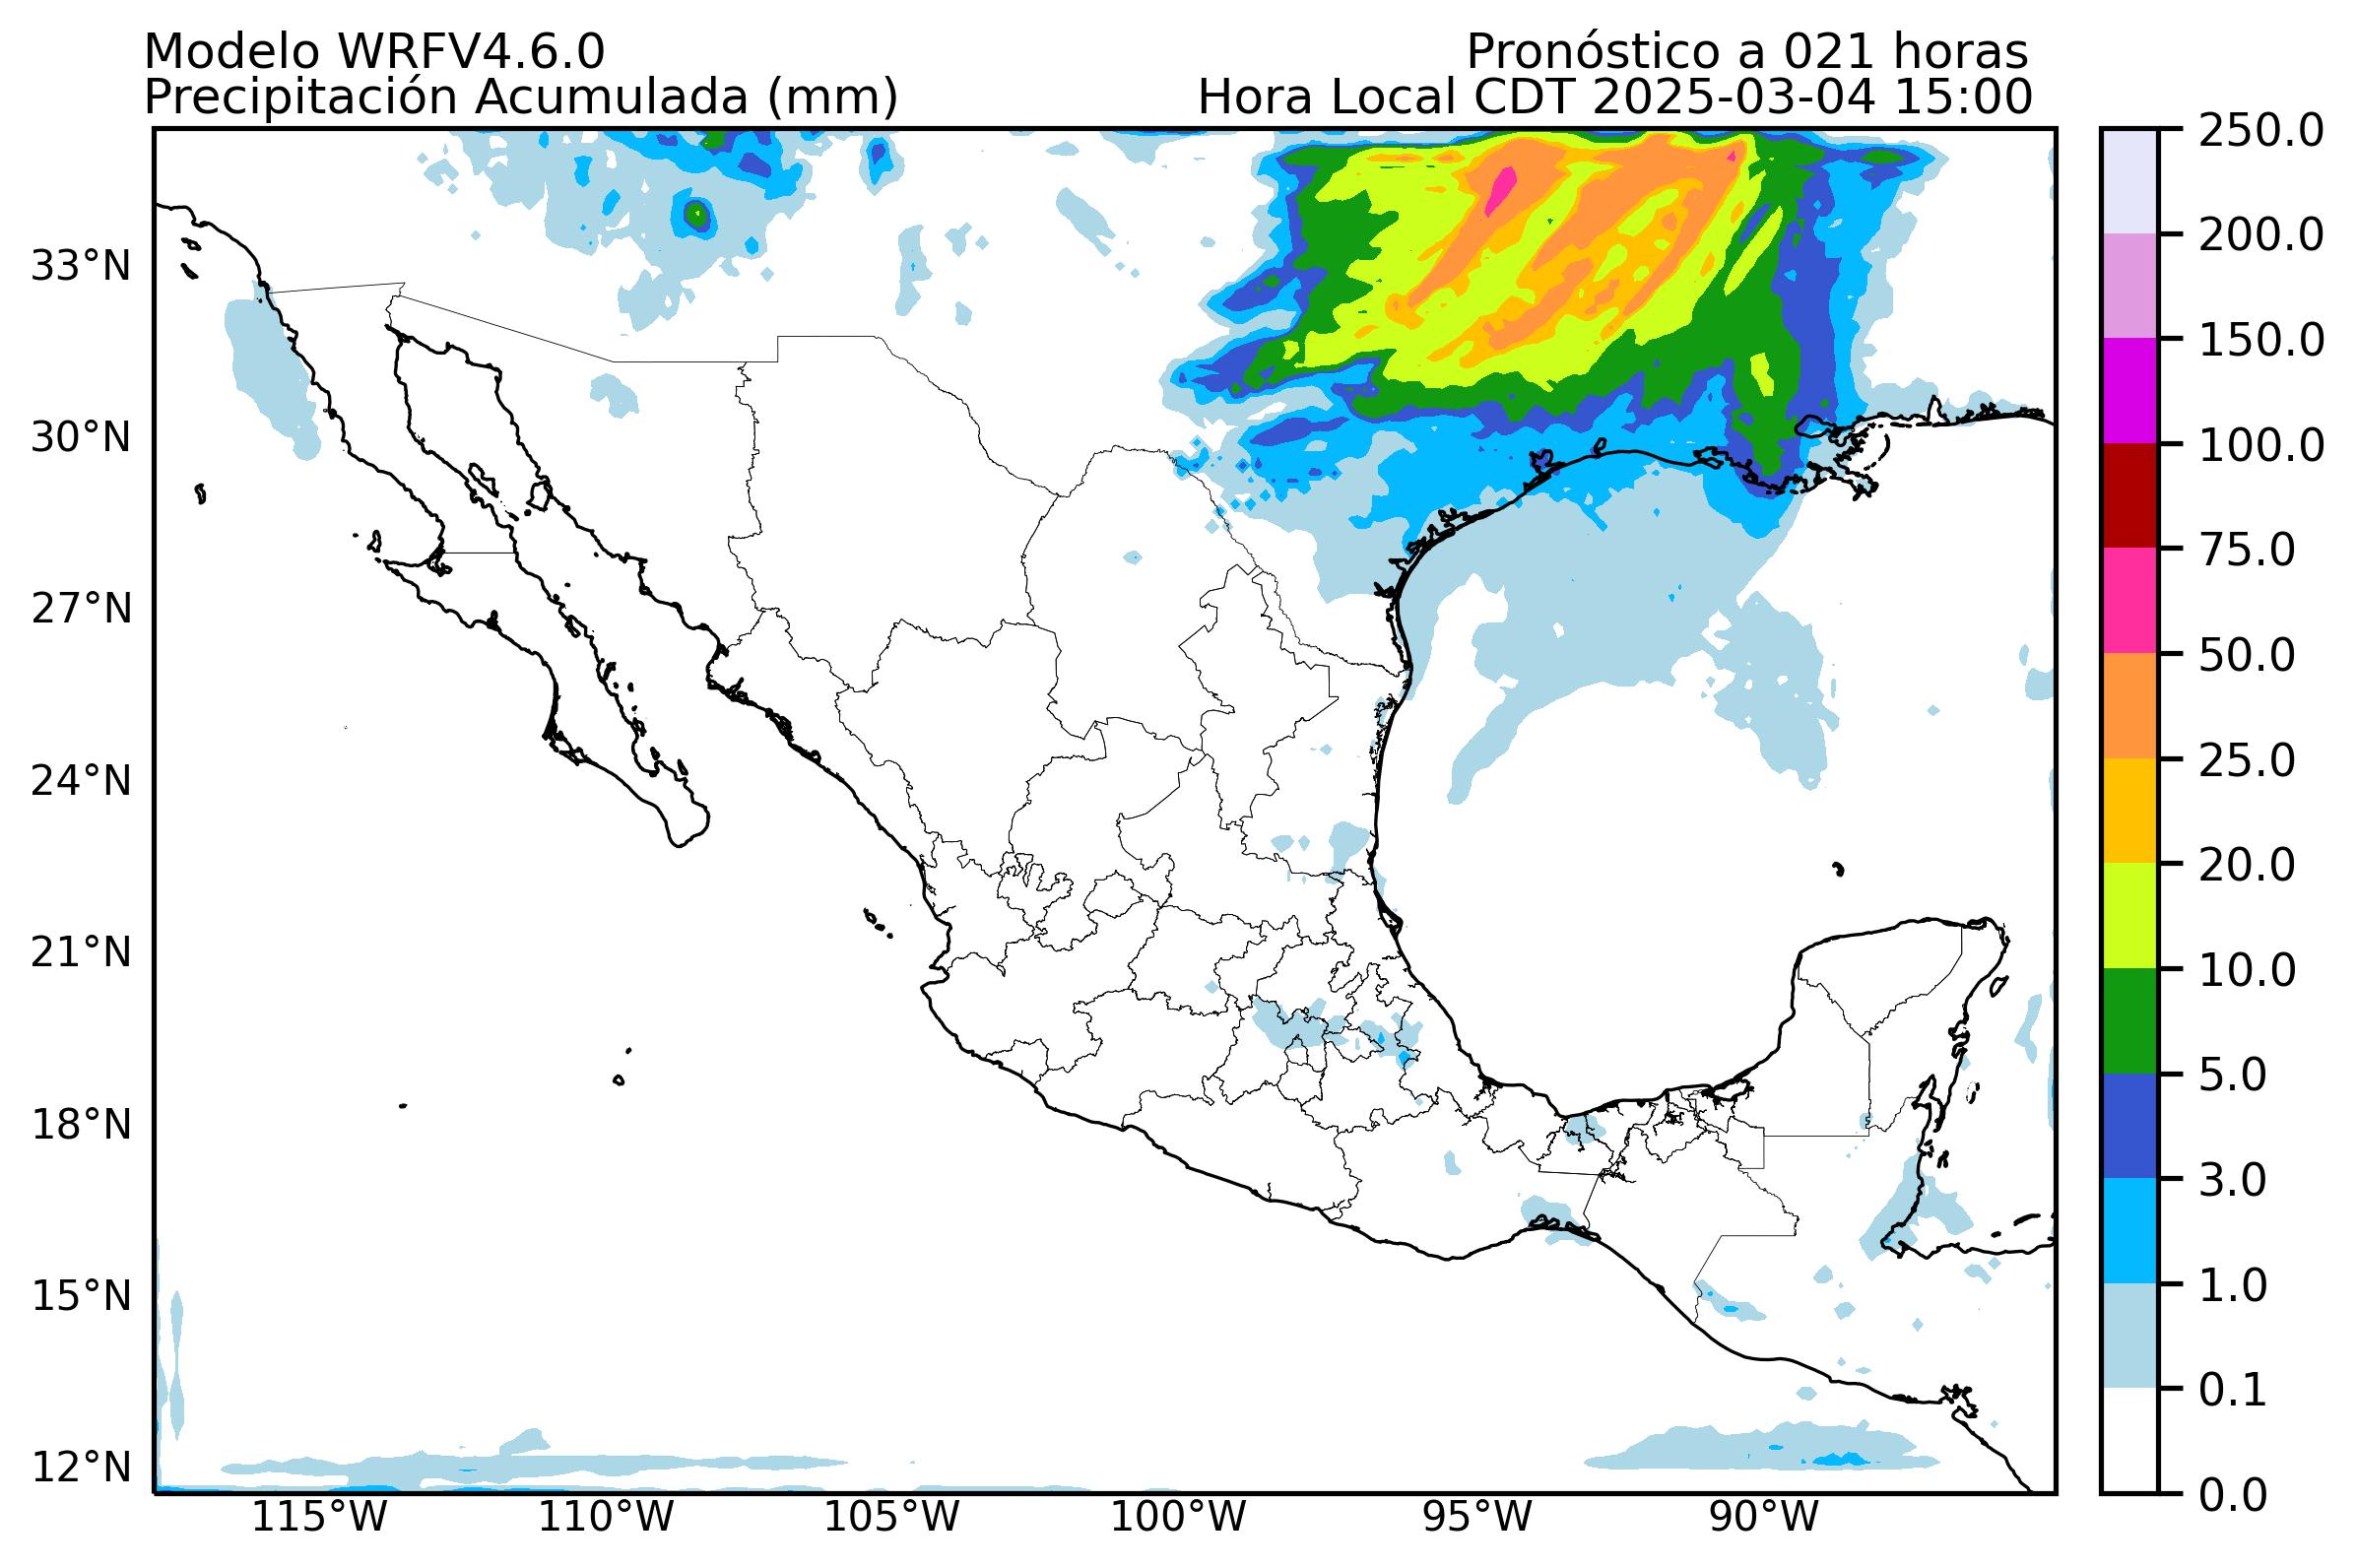 Modelo WRFV4.6.0
Pronóstico a 021 horas
Precipitación Acumulada (mm)
Hora Local CDT 2025-03-04 15:00
33°N
30°N
27°N
24°N
21°N
18°N
15°N
12°N
115°W
110°W
105°W
100°W
95°W
90°W
250.0
200.0
150.0
100.0
75.0
50.0
25.0
20.0
10.0
5.0
3.0
1.0
0.1
0.0